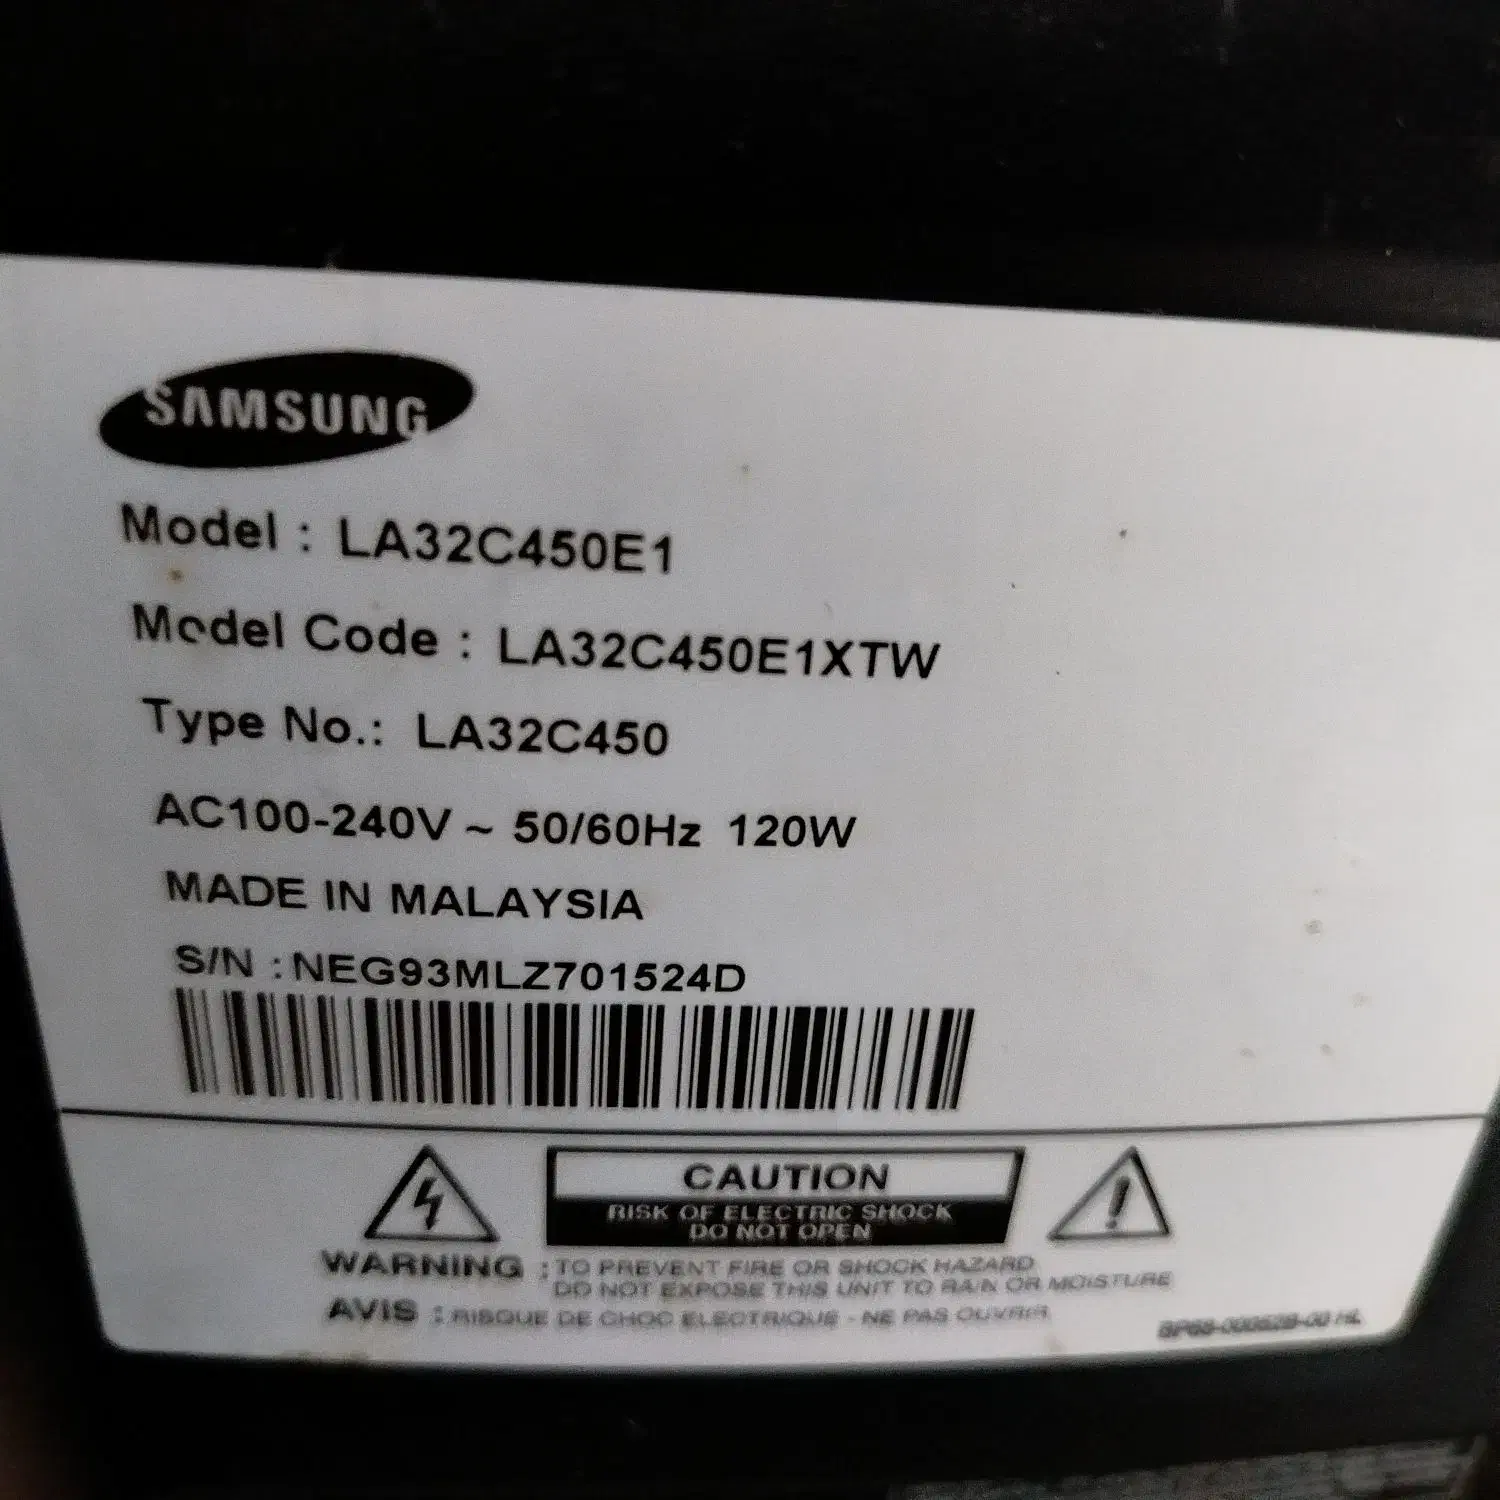 SAMSUNG
Model : LA32C450E1
Model Code : LA32C450E1XTW
Type No.: LA32C450
AC100-240V ~ 50/60Hz 120W
MADE IN MALAYSIA
S/N :NEG93MLZ701524D
CAUTION
RISK OF ELECTRIC SHOCK
DO NOT OPEN
WARNING : TO PREVENT FIRE OR SHOCK HAZARD
DO NOT EXPOSE THIS UNIT TO RAIN OR MOISTURE
AVIS : RISQUE DE CHOC ELECTRIQUE - NE PAS OUVRIR